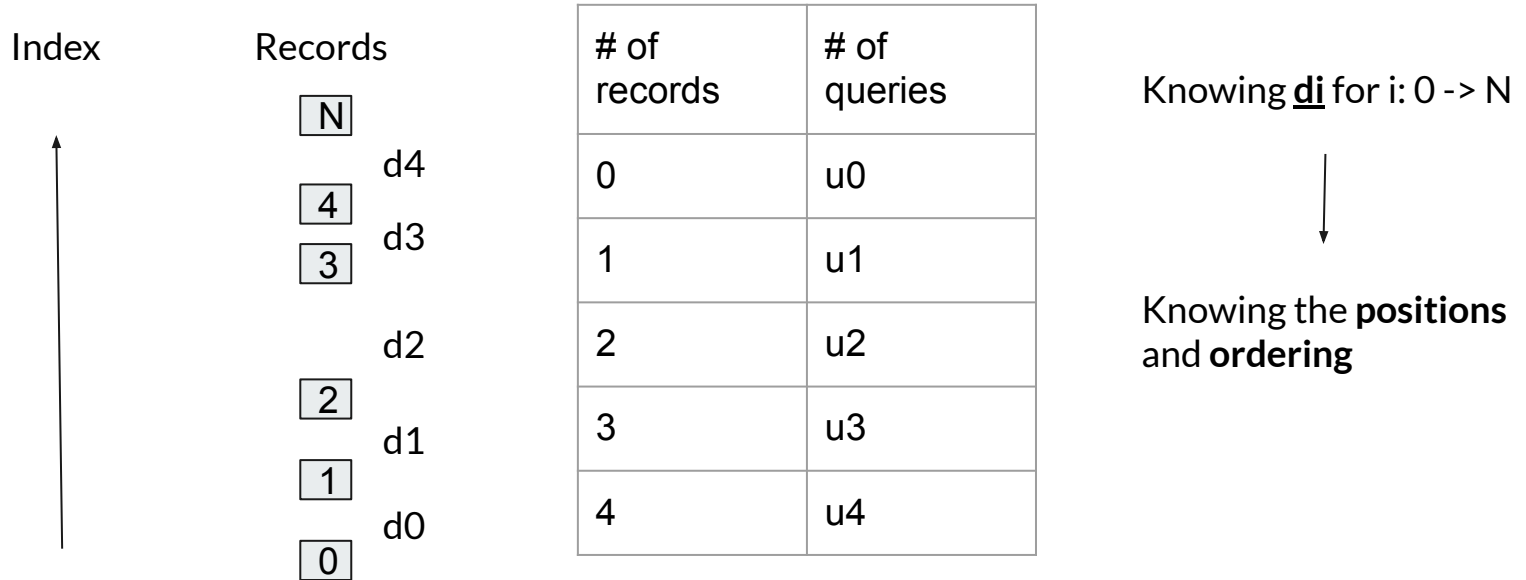 Index
Records
N
d4
4
d3
3
d2
2
d1
1
d0
0
# of
records
# of
queries
0
u0
1
u1
2
u2
3
u3
4
u4
Knowing di for i: 0 -> N
Knowing the positions
and ordering